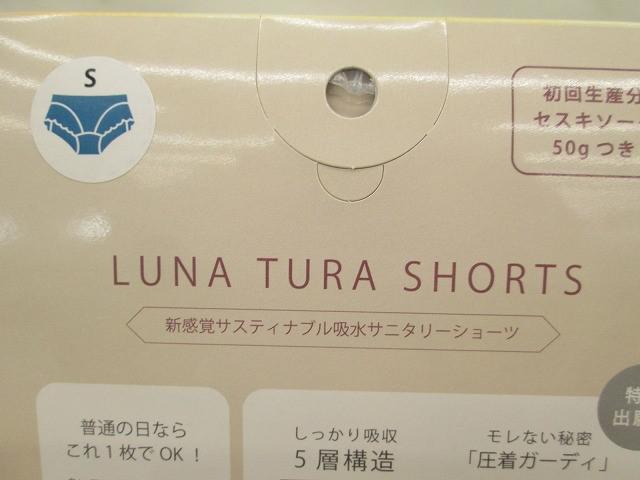 S
初回生産分
セスキソー
50gつき
LUNA TURA SHORTS
新感覚サスティナブル吸水サニタリーショーツ
普通の日なら
これ1枚でOK！
しっかり吸収
5層構造
モレない秘密
「圧着ガーディ」
特
出願